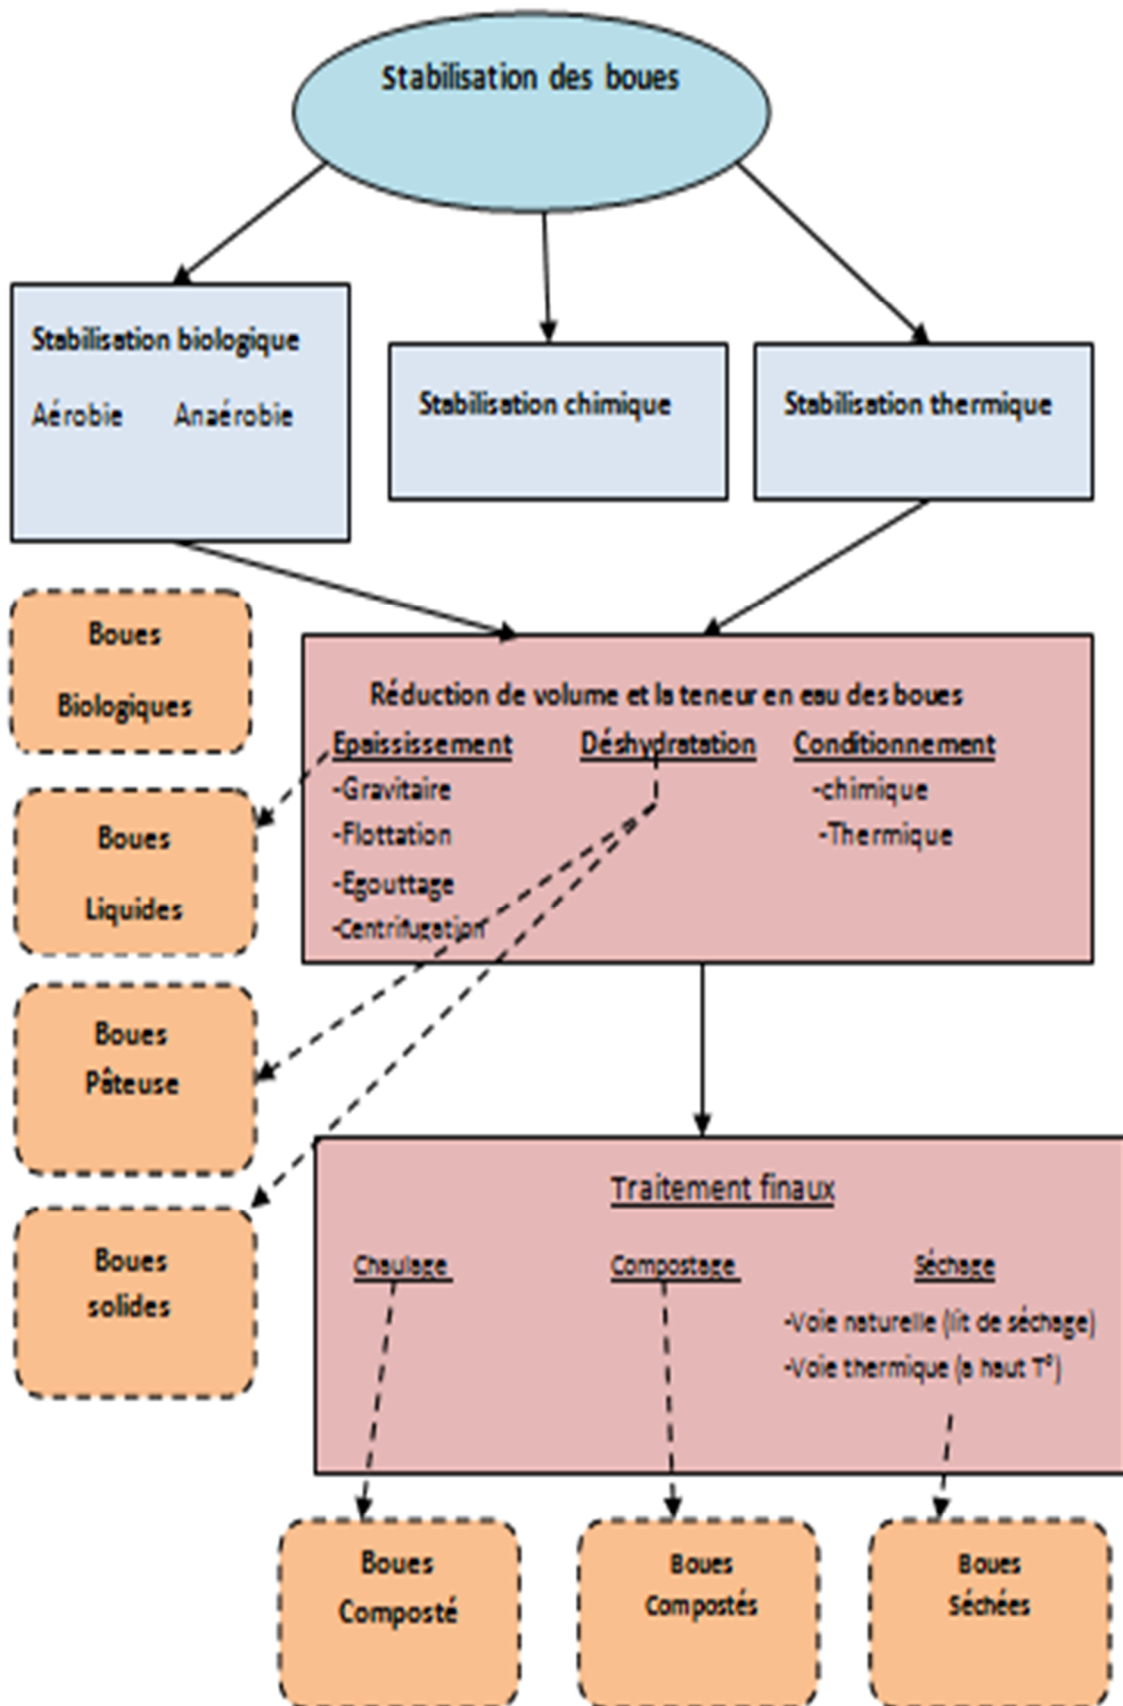 Stabilisation des boues
Stabilisation biologique
Aérobie Anaérobie
Stabilisation chimique
Stabilisation thermique
Boues
Biologiques
Réduction de volume et la teneur en eau des boues
Epaississement Déshydratation Conditionnement
-Gravitaire -chimique
-Flottation -Thermique
-Egouttage
-Centrifugation
Boues
Liquides
Boues
Pâteuse
Boues
solides
Traitement finaux
Chaulage Compostage Séchage
-Voie naturelle (lit de séchage)
-Voie thermique (a haut T°)
Boues
Composté
Boues
Compostés
Boues
Séchées